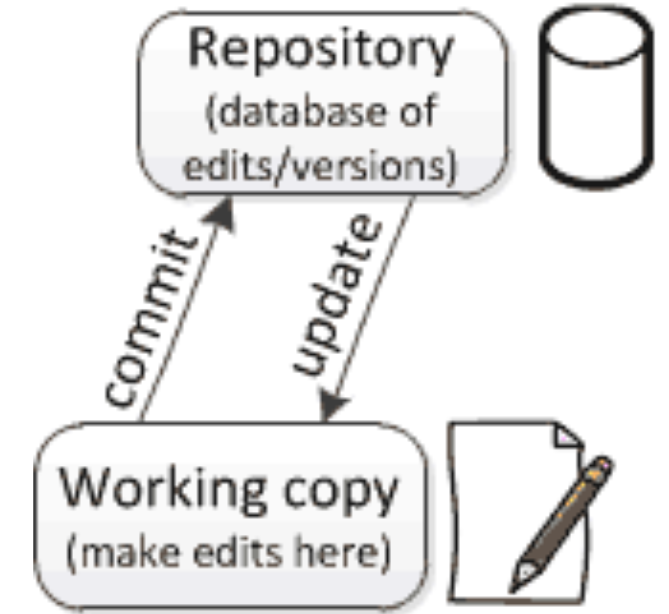 Repository
(database of
edits/versions)
commit
update
Working copy
(make edits here)